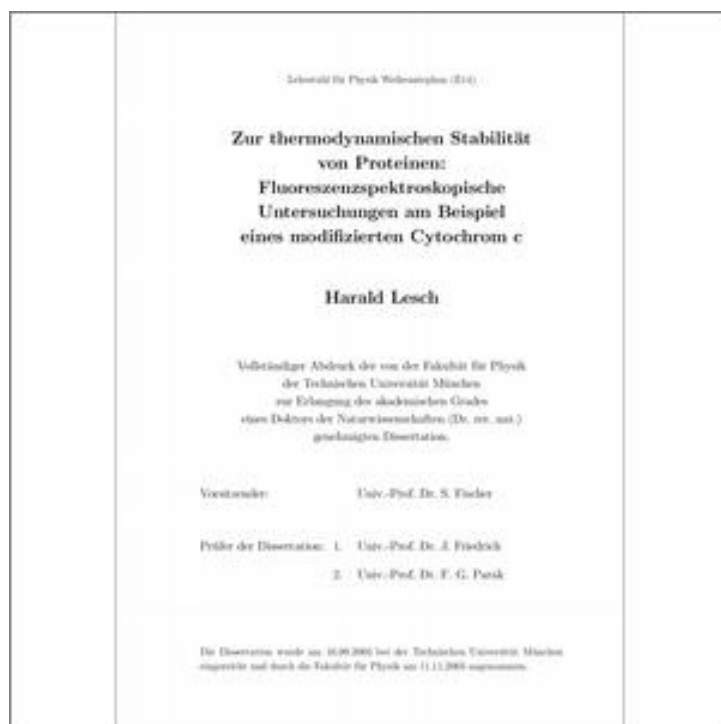 Lehrstuhl für Physik Weihenstephan (E14)
Zur thermodynamischen Stabilität
von Proteinen:
Fluoreszenzspektroskopische
Untersuchungen am Beispiel
eines modifizierten Cytochrom c
Harald Lesch
Vollständiger Abdruck der von der Fakultät für Physik
der Technischen Universität München
zur Erlangung des akademischen Grades
eines Doktors der Naturwissenschaften (Dr. rer. nat.)
genehmigten Dissertation.
Vorsitzender: Univ.-Prof. Dr. S. Fischer
Prüfer der Dissertation: 1. Univ.-Prof. Dr. J. Friedrich
2. Univ.-Prof. Dr. F. G. Parak
Die Dissertation wurde am bei der Technischen Universität München
eingereicht und durch die Fakultät für Physik am angenommen.